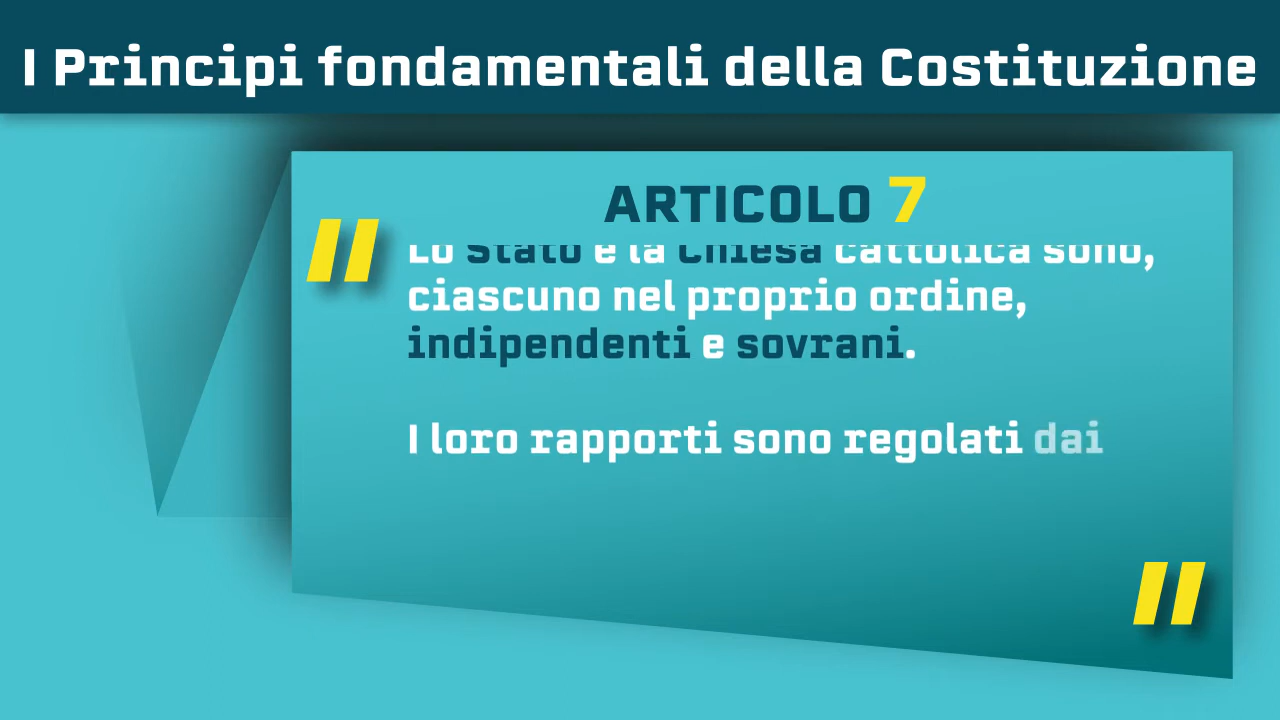 I Principi fondamentali della Costituzione
ARTICOLO 7
"
Lo Stato e la Chiesa cattolica sono,
ciascuno nel proprio ordine,
indipendenti e sovrani.
I loro rapporti sono regolati dai
"